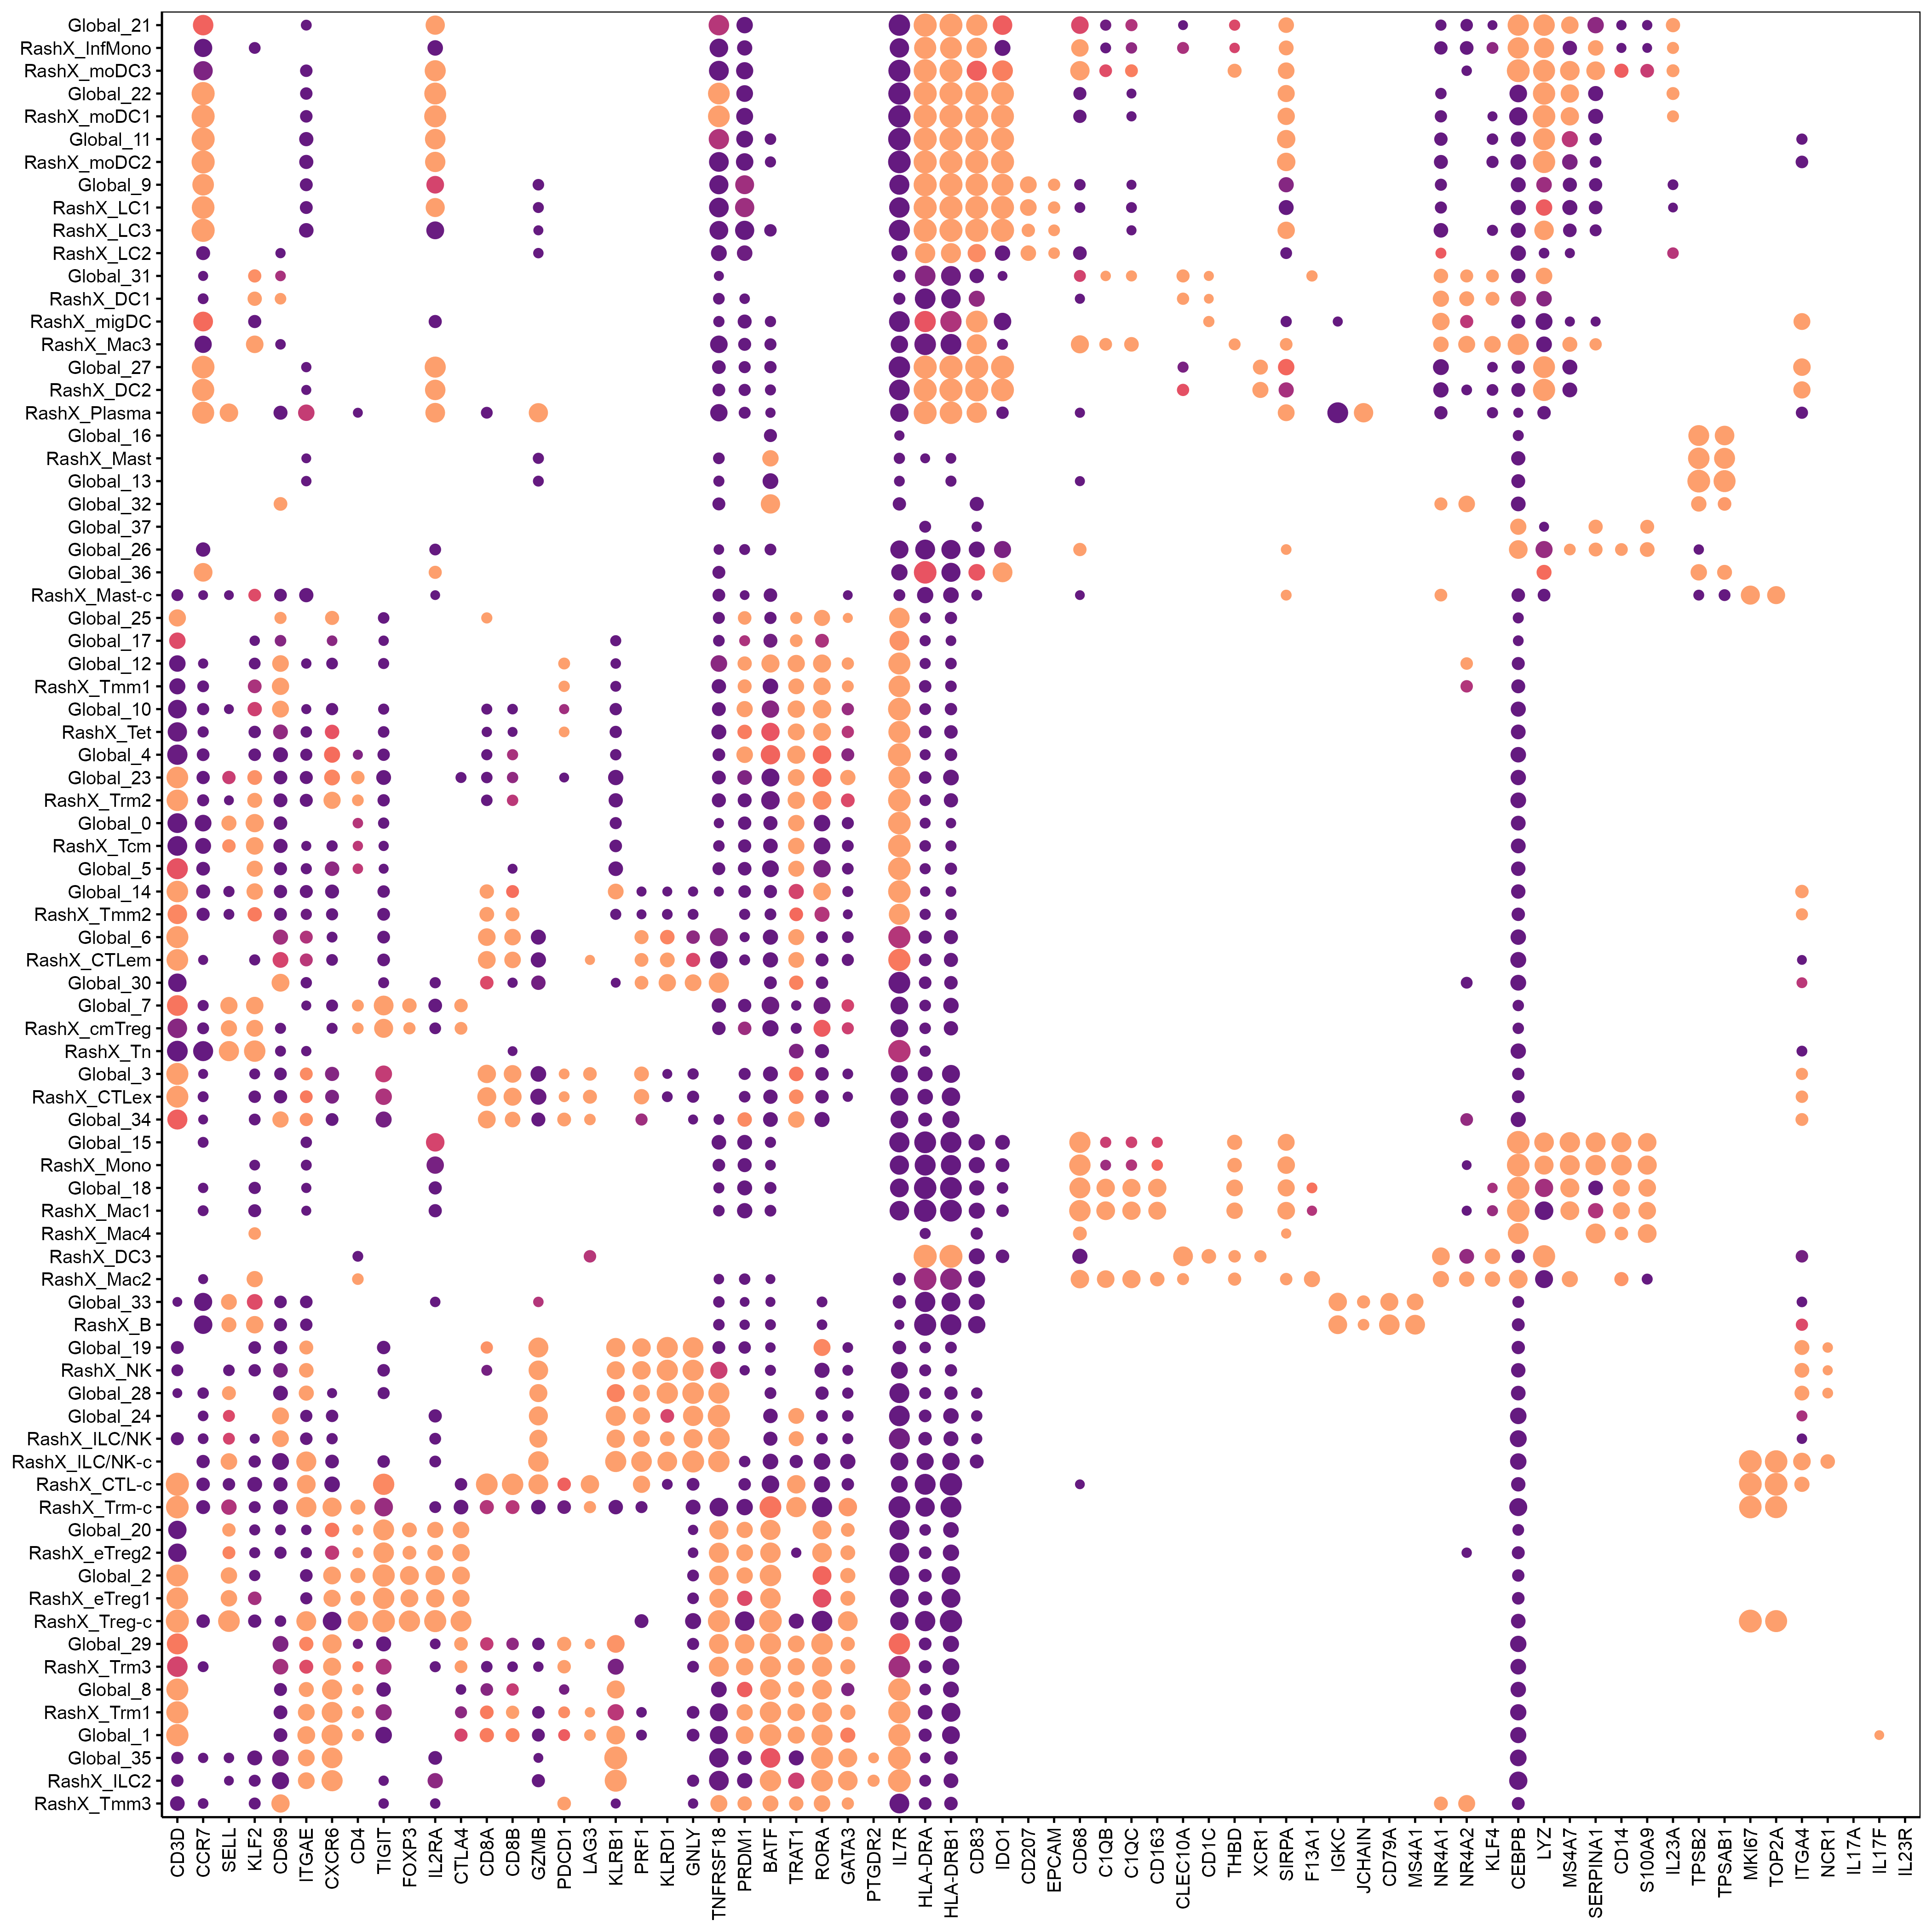 Global_21
RashX_InfMono
RashX_moDC3
Global_22
RashX_moDC1
Global_11
RashX_moDC2
Global_9
RashX_LC1
RashX_LC3
RashX_LC2
Global_31
RashX_DC1
RashX_migDC
RashX_Mac3
Global_27
RashX_DC2
RashX_Plasma
Global_16
RashX_Mast
Global_13
Global_32
Global_37
Global_26
Global_36
RashX_Mast-c
Global_25
Global_17
Global_12
RashX_Tmm1
Global_10
RashX_Tet
Global_4
Global_23
RashX_Trm2
Global_0
RashX_Tcm
Global_5
Global_14
RashX_Tmm2
Global_6
RashX_CTLem
Global_30
Global_7
RashX_cmTreg
RashX_Tn
Global_3
RashX_CTLex
Global_34
Global_15
RashX_Mono
Global_18
RashX_Mac1
RashX_Mac4
RashX_DC3
RashX_Mac2
Global_33
RashX_B
Global_19
RashX_NK
Global_28
Global_24
RashX_ILC/NK
RashX_ILC/NK-c
RashX_CTL-c
RashX_Trm-c
Global_20
RashX_eTreg2
Global_2
RashX_eTreg1
RashX_Treg-c
Global_29
RashX_Trm3
Global_8
RashX_Trm1
Global_1
Global_35
RashX_ILC2
RashX_Tmm3
CD3D
CCR7
SELL
KLF2
CD69
ITGAE
CXCR6
CD4
TIGIT
FOXP3
IL2RA
CTLA4
CD8A
CD8B
GZMB
PDCD1
LAG3
KLRB1
PRF1
KLRD1
GNLY
TNFRSF18
PRDM1
BATF
TRAT1
RORA
GATA3
PTGDR2
IL7R
HLA-DRA
HLA-DRB1
CD83
IDO1
CD207
EPCAM
CD68
C1QB
C1QC
CD163
CLEC10A
CD1C
THBD
XCR1
SIRPA
F13A1
IGKC
JCHAIN
CD79A
MS4A1
NR4A1
NR4A2
KLF4
CEBPB
LYZ
MS4A7
SERPINA1
CD14
S100A9
IL23A
TPSB2
TPSAB1
MKI67
TOP2A
ITGA4
NCR1
IL17A
IL17F
IL23R